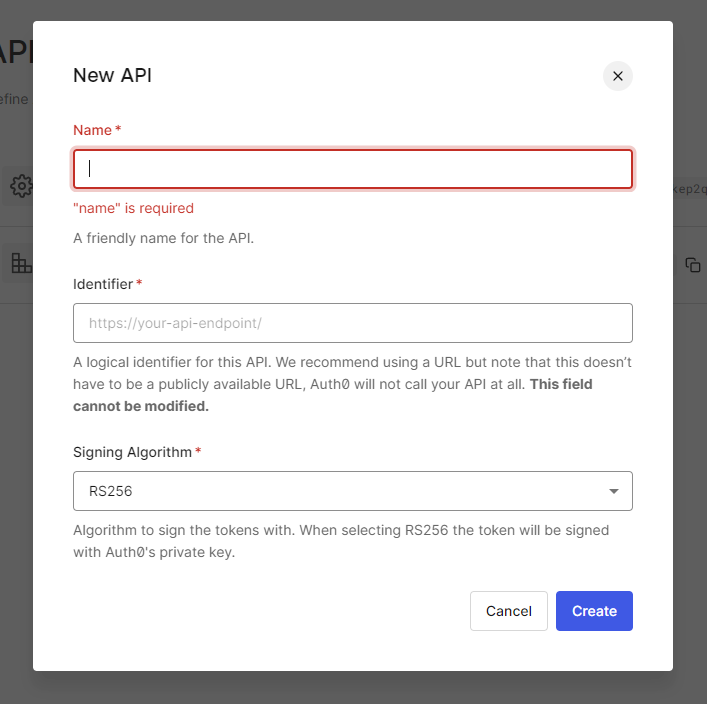 API
efine
New API
Name *
"name" is required
A friendly name for the API.
Identifier *
https://your-api-endpoint/
A logical identifier for this API. We recommend using a URL but note that this doesn't
have to be a publicly available URL, Auth0 will not call your API at all. This field
cannot be modified.
Signing Algorithm *
RS256
Algorithm to sign the tokens with. When selecting RS256 the token will be signed
with Auth0's private key.
Cancel
Create